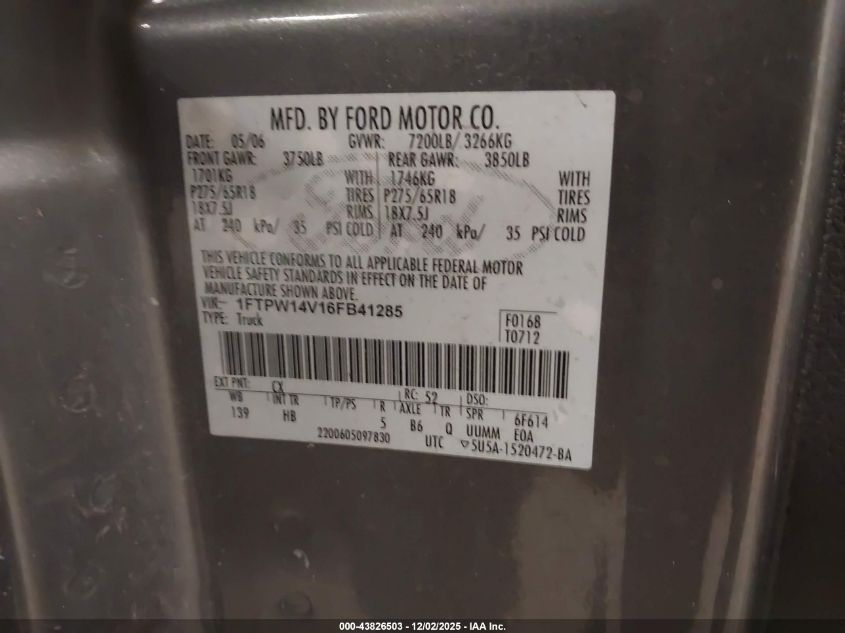 MFD. BY FORD MOTOR CO.
DATE: 05/06 GVWR: 7200LB/ 3266KG
FRONT GAWR: 3750LB REAR GAWR: 3850LB
1701KG WITH 1746KG WITH
P275/65R18 TIRES P275/65R18 TIRES
18X7.5J RIMS 18X7.5J RIMS
AT 240 kPa/ 35 PSI COLD AT 240 kPa/ 35 PSI COLD
THIS VEHICLE CONFORMS TO ALL APPLICABLE FEDERAL MOTOR
VEHICLE SAFETY STANDARDS IN EFFECT ON THE DATE OF
MANUFACTURE SHOWN ABOVE.
VIN: 1FTPW14V16FB41285
TYPE: Truck
F0168
T0712
EXT PNT: CX RC: 52 DSO:
WB INT TR TP/PS R AXLE TR SPR 6F614
139 HB 5 B6 Q UUMM EOA
2200605097830 UTC ▽5U5A-1520472-BA
000-43826503 - 12/02/2025 - IAA Inc.